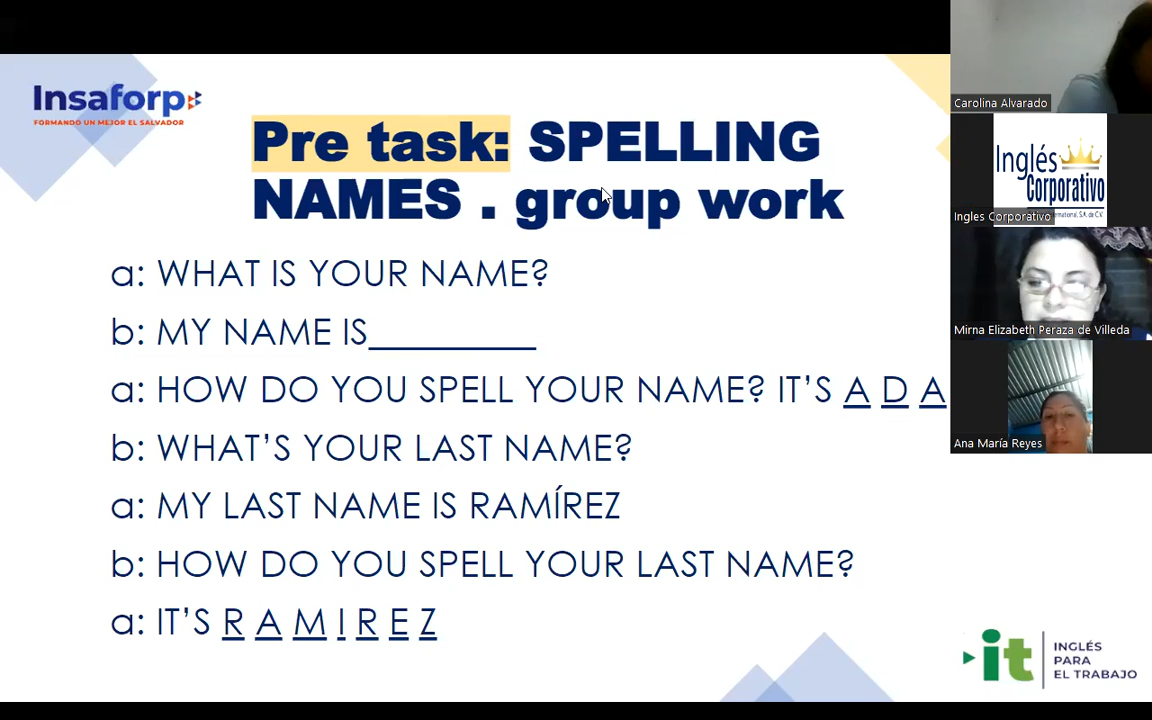 Insaforp
FORMANDO UN MEJOR EL SALVADOR
Pre task: SPELLING
NAMES . group work
a: WHAT IS YOUR NAME?
b: MY NAME IS_________
a: HOW DO YOU SPELL YOUR NAME? IT’S A D A
b: WHAT’S YOUR LAST NAME?
a: MY LAST NAME IS RAMÍREZ
b: HOW DO YOU SPELL YOUR LAST NAME?
a: IT’S R A M I R E Z
it
INGLÉS
PARA
EL TRABAJO
Carolina Alvarado
Inglés
Corporativo
International, S.A. de C.V.
Ingles Corporativo
Mirna Elizabeth Peraza de Villeda
Ana María Reyes